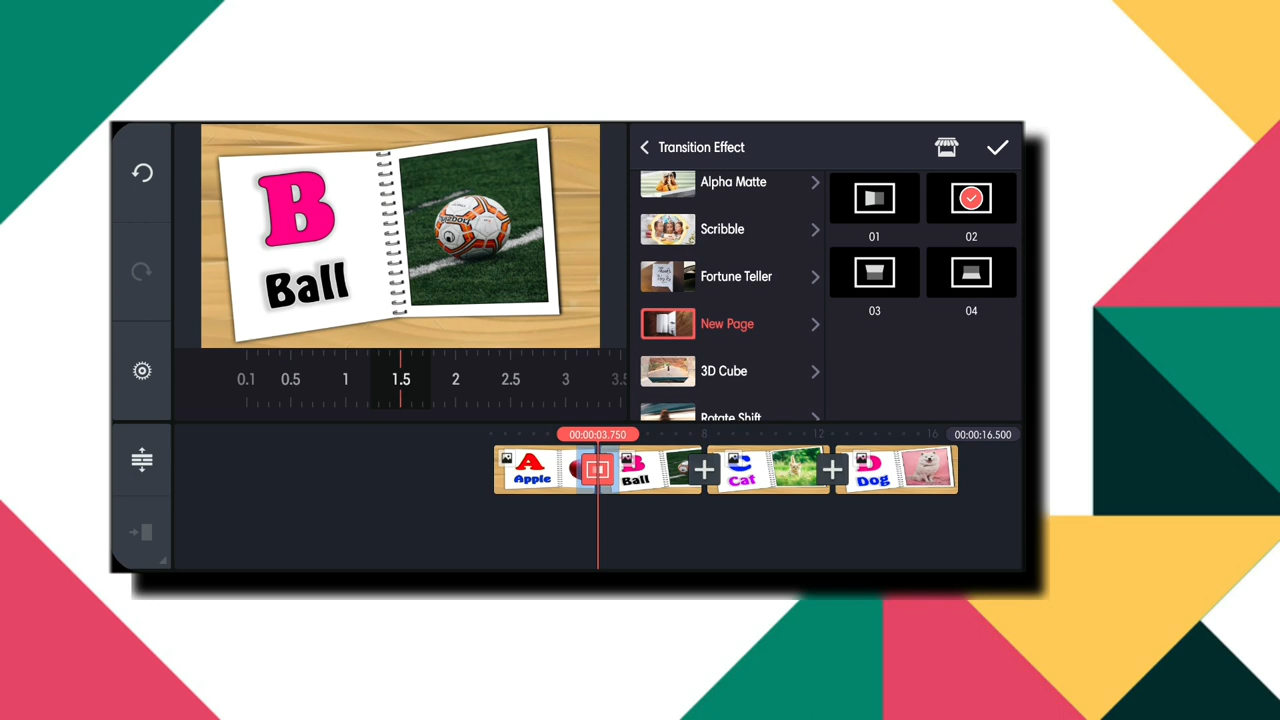 B
Ball
Transition Effect
Alpha Matte
Scribble
Fortune Teller
New Page
3D Cube
Rotate Shift
01
02
03
04
0.1 0.5 1 1.5 2 2.5 3 3.5
00:00:03.750 8 12 16 00:00:16.500
A
Apple
B
Ball
C
Cat
D
Dog